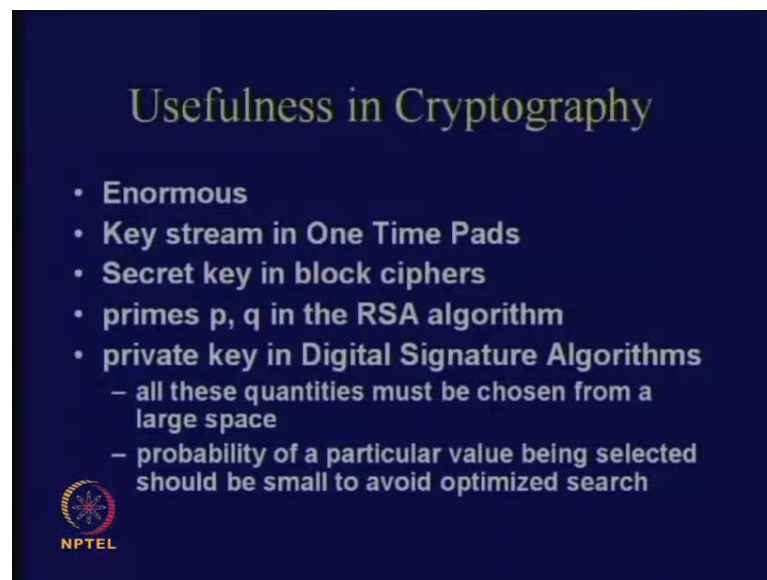 Usefulness in Cryptography
• Enormous
• Key stream in One Time Pads
• Secret key in block ciphers
• primes p, q in the RSA algorithm
• private key in Digital Signature Algorithms
– all these quantities must be chosen from a
large space
– probability of a particular value being selected
should be small to avoid optimized search
NPTEL